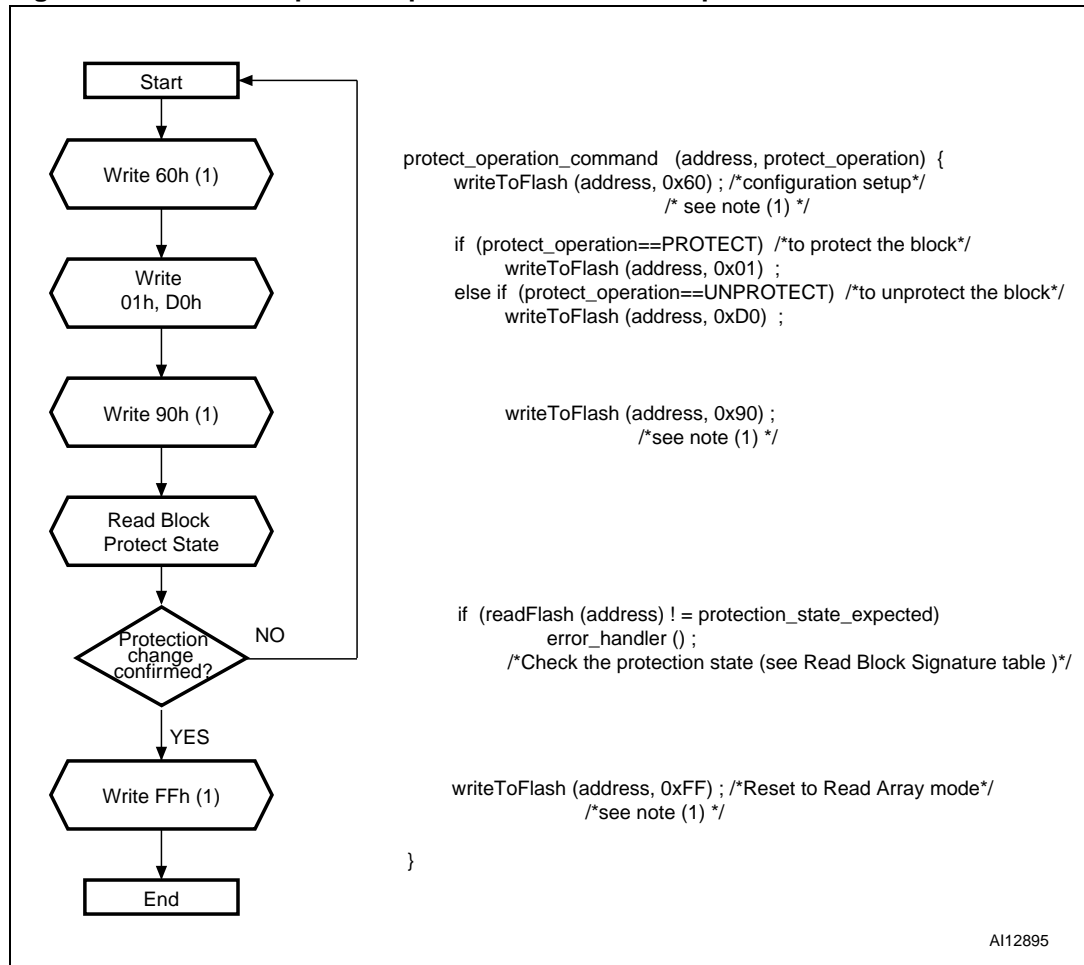 Start
Write 60h (1)
Write
01h, D0h
Write 90h (1)
Read Block
Protect State
Protection
change
confirmed?
NO
YES
Write FFh (1)
End
protect_operation_command (address, protect_operation) {
writeToFlash (address, 0x60) ; /*configuration setup*/
/* see note (1) */
if (protect_operation==PROTECT) /*to protect the block*/
writeToFlash (address, 0x01) ;
else if (protect_operation==UNPROTECT) /*to unprotect the block*/
writeToFlash (address, 0xD0) ;
writeToFlash (address, 0x90) ;
/*see note (1) */
if (readFlash (address) ! = protection_state_expected)
error_handler () ;
/*Check the protection state (see Read Block Signature table )*/
writeToFlash (address, 0xFF) ; /*Reset to Read Array mode*/
/*see note (1) */
}
AI12895